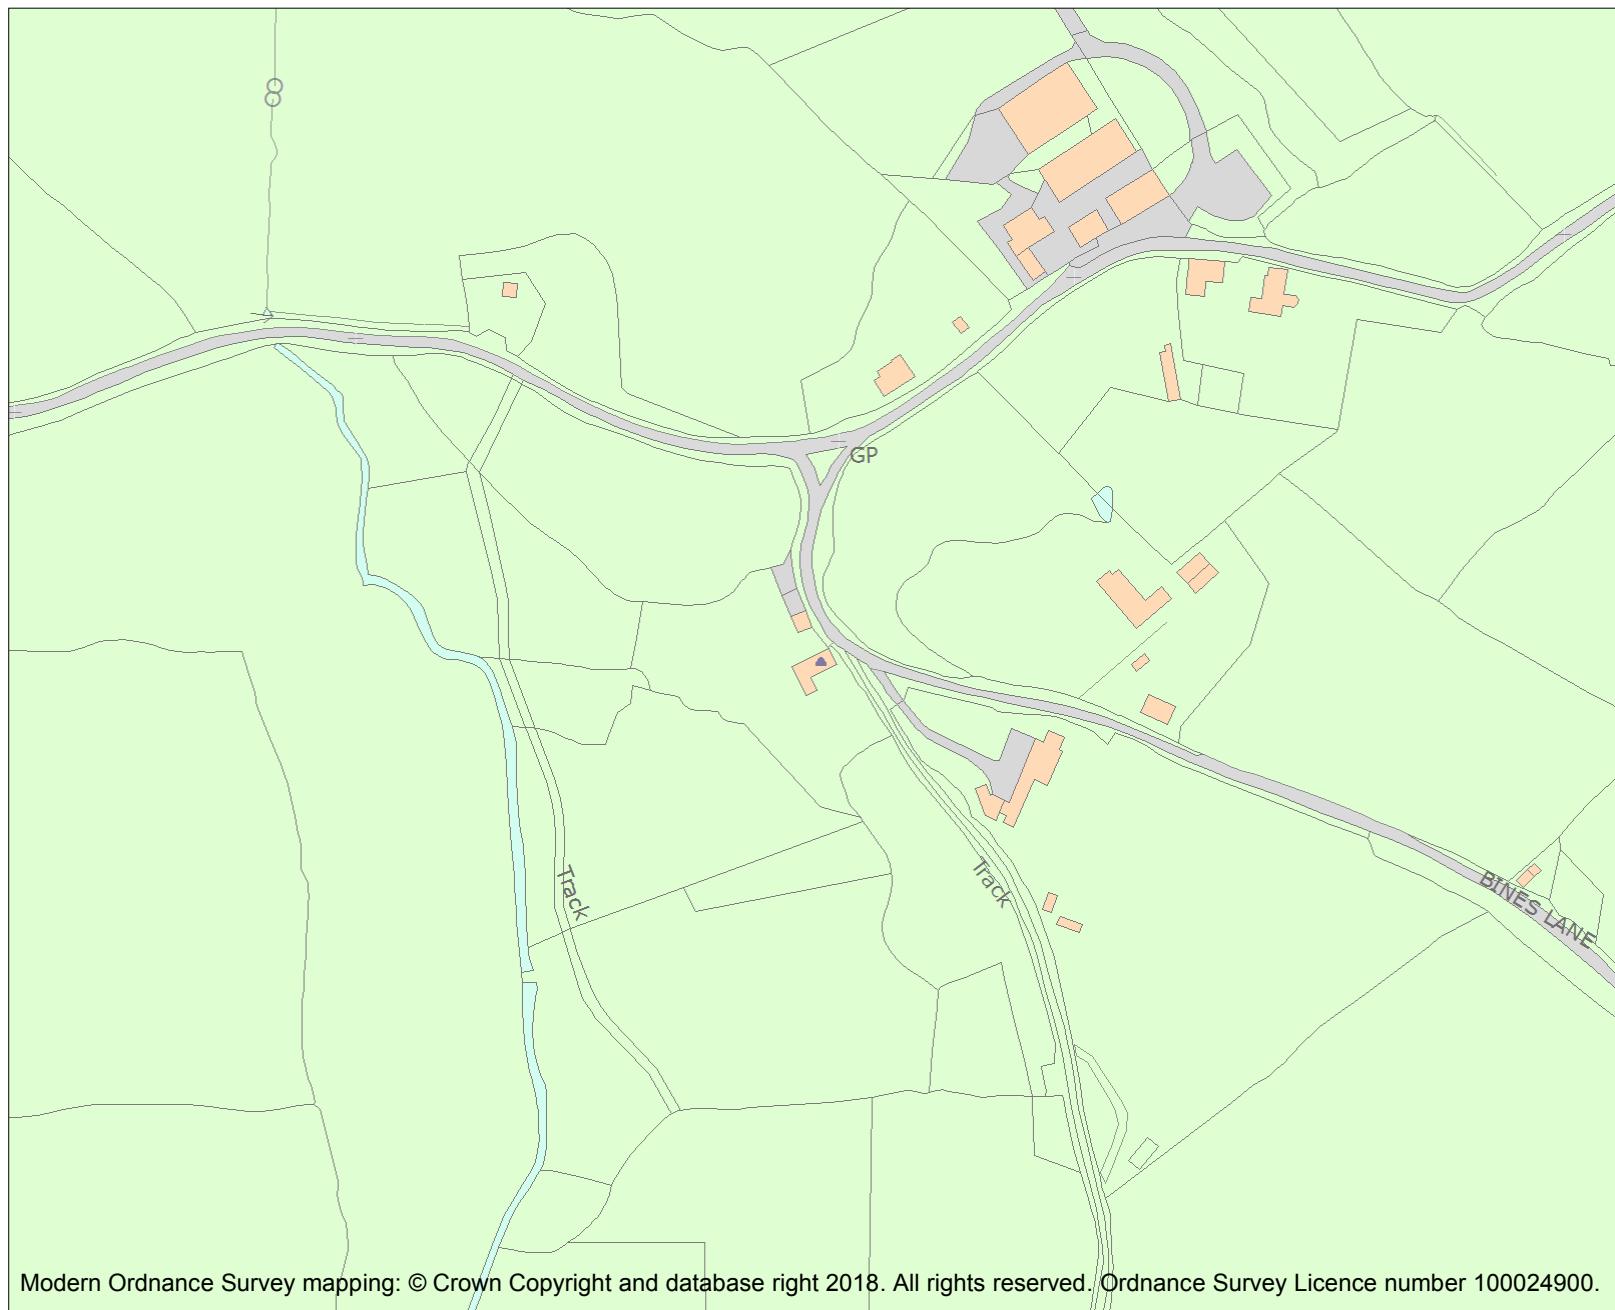 GP
Track
Track
BINES LANE
Modern Ordnance Survey mapping: © Crown Copyright and database right 2018. All rights reserved. Ordnance Survey Licence number 100024900.